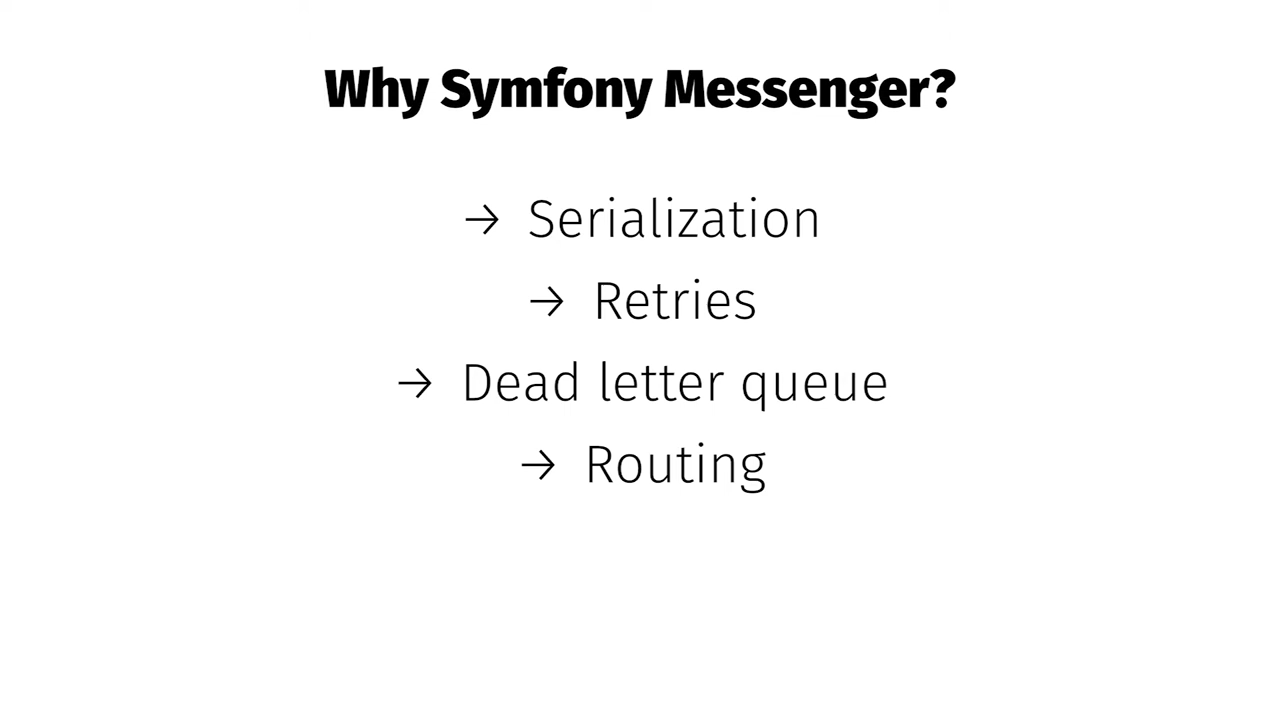 Why Symfony Messenger?
→ Serialization
→ Retries
→ Dead letter queue
→ Routing